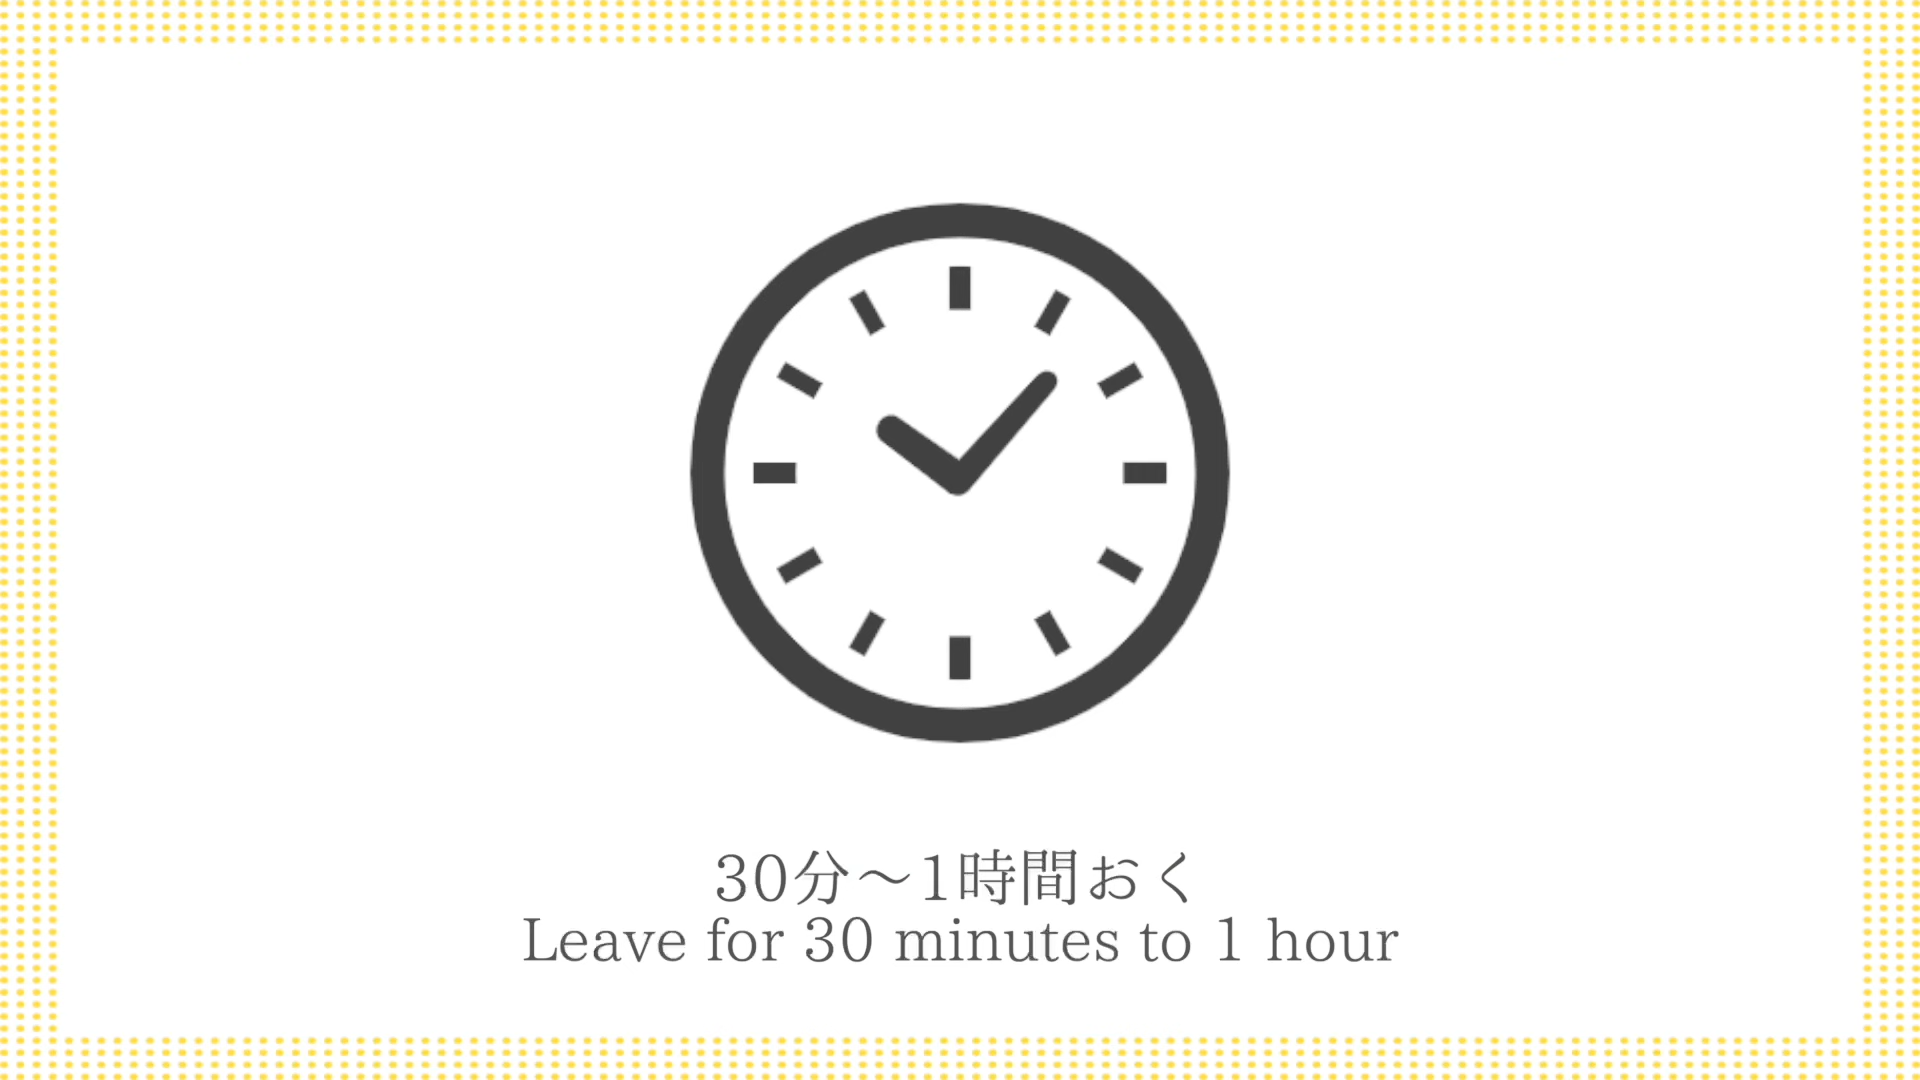 30分～1時間おく
Leave for 30 minutes to 1 hour